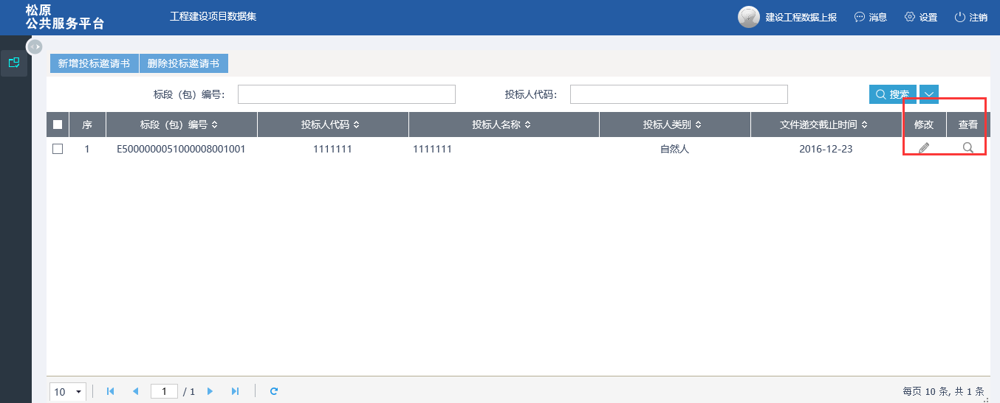 松原
公共服务平台
工程建设项目数据集
建设工程数据上报 消息 设置 注销
新增投标邀请书 删除投标邀请书
标段（包）编号： 投标人代码： 搜索
序 标段（包）编号 投标人代码 投标人名称 投标人类别 文件递交截止时间 修改 查看
1 E5000000051000008001001 1111111 1111111 自然人 2016-12-23
10 1 / 1 每页 10 条, 共 1 条